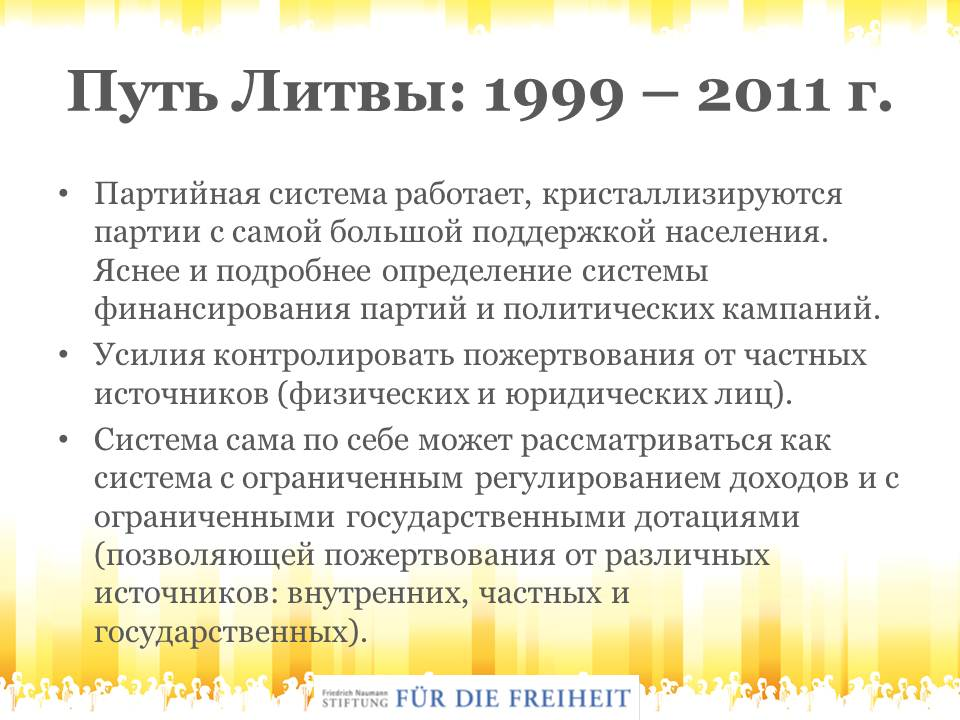 Путь Литвы: 1999 – 2011 г.
• Партийная система работает, кристаллизируются
партии с самой большой поддержкой населения.
Яснее и подробнее определение системы
финансирования партий и политических кампаний.
• Усилия контролировать пожертвования от частных
источников (физических и юридических лиц).
• Система сама по себе может рассматриваться как
система с ограниченным регулированием доходов и с
ограниченными государственными дотациями
(позволяющей пожертвования от различных
источников: внутренних, частных и
государственных).
Friedrich Naumann
STIFTUNG FÜR DIE FREIHEIT